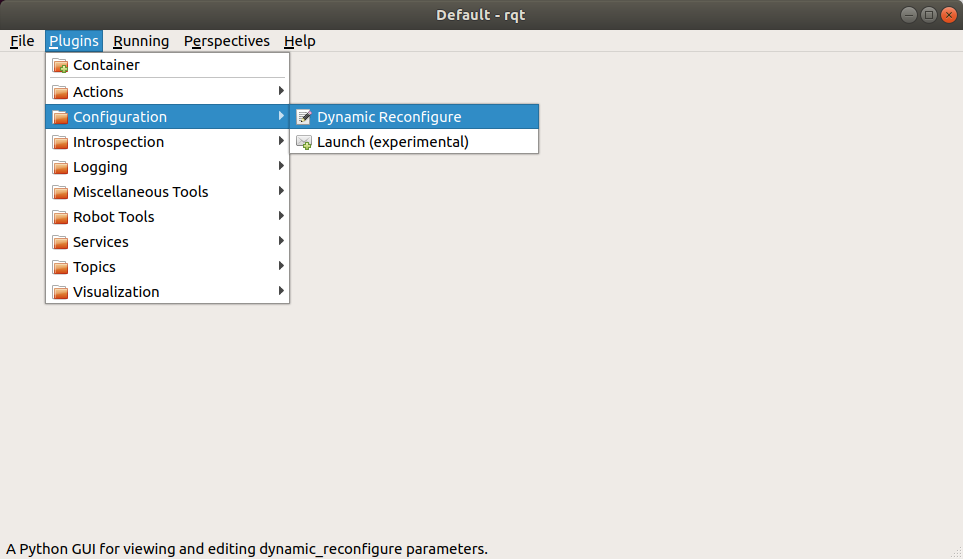 Default - rqt
File Plugins Running Perspectives Help
Container
Actions
Configuration
Dynamic Reconfigure
Introspection
Launch (experimental)
Logging
Miscellaneous Tools
Robot Tools
Services
Topics
Visualization
A Python GUI for viewing and editing dynamic_reconfigure parameters.